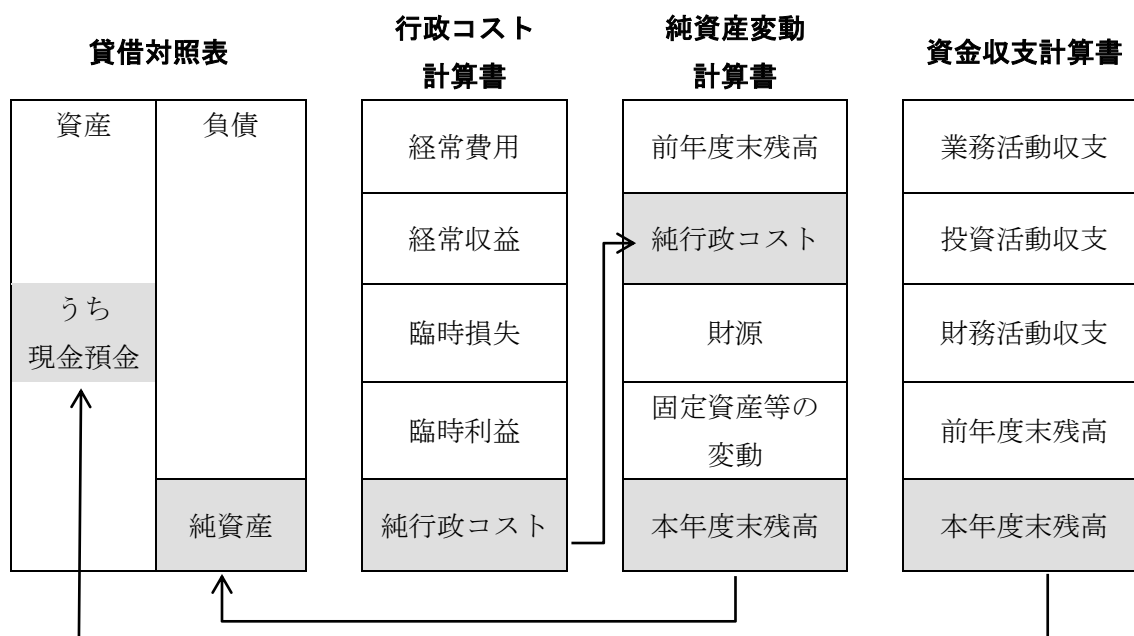 貸借対照表
行政コスト
計算書
純資産変動
計算書
資金収支計算書
資産
負債
うち
現金預金
純資産
経常費用
経常収益
臨時損失
臨時利益
純行政コスト
前年度末残高
純行政コスト
財源
固定資産等の
変動
本年度末残高
業務活動収支
投資活動収支
財務活動収支
前年度末残高
本年度末残高